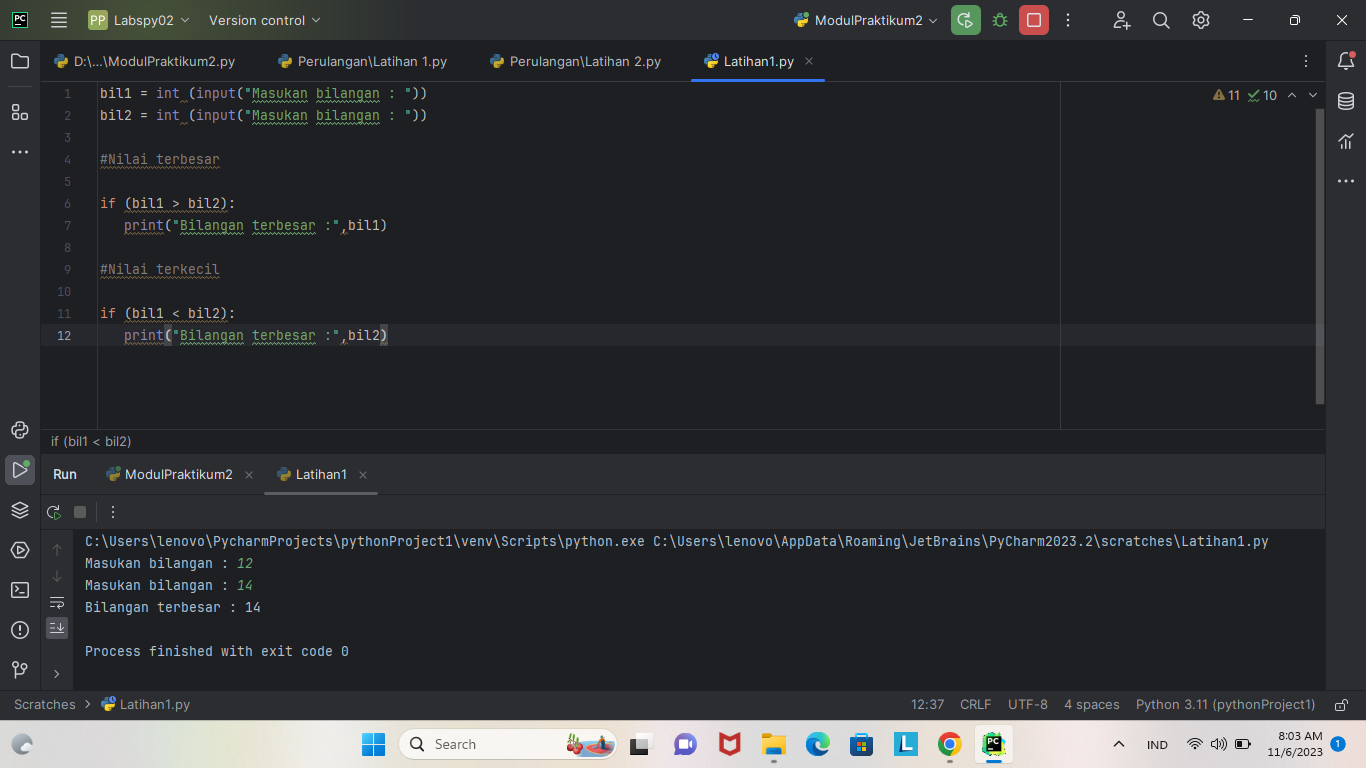 PC
PP Labspy02 Version control ModulPraktikum2
D:\...\ModulPraktikum2.py Perulangan\Latihan 1.py Perulangan\Latihan 2.py Latihan1.py
11 10
1 bil1 = int (input("Masukan bilangan : "))
2 bil2 = int (input("Masukan bilangan : "))
3
4 #Nilai terbesar
5
6 if (bil1 > bil2):
7 print("Bilangan terbesar :",bil1)
8
9 #Nilai terkecil
10
11 if (bil1 < bil2):
12 print("Bilangan terbesar :",bil2)
if (bil1 < bil2)
Run ModulPraktikum2 Latihan1
C:\Users\lenovo\PycharmProjects\pythonProject1\venv\Scripts\python.exe C:\Users\lenovo\AppData\Roaming\JetBrains\PyCharm2023.2\scratches\Latihan1.py
Masukan bilangan : 12
Masukan bilangan : 14
Bilangan terbesar : 14
Process finished with exit code 0
Scratches > Latihan1.py 12:37 CRLF UTF-8 4 spaces Python 3.11 (pythonProject1)
Search L PC IND 8:03 AM 1
11/6/2023